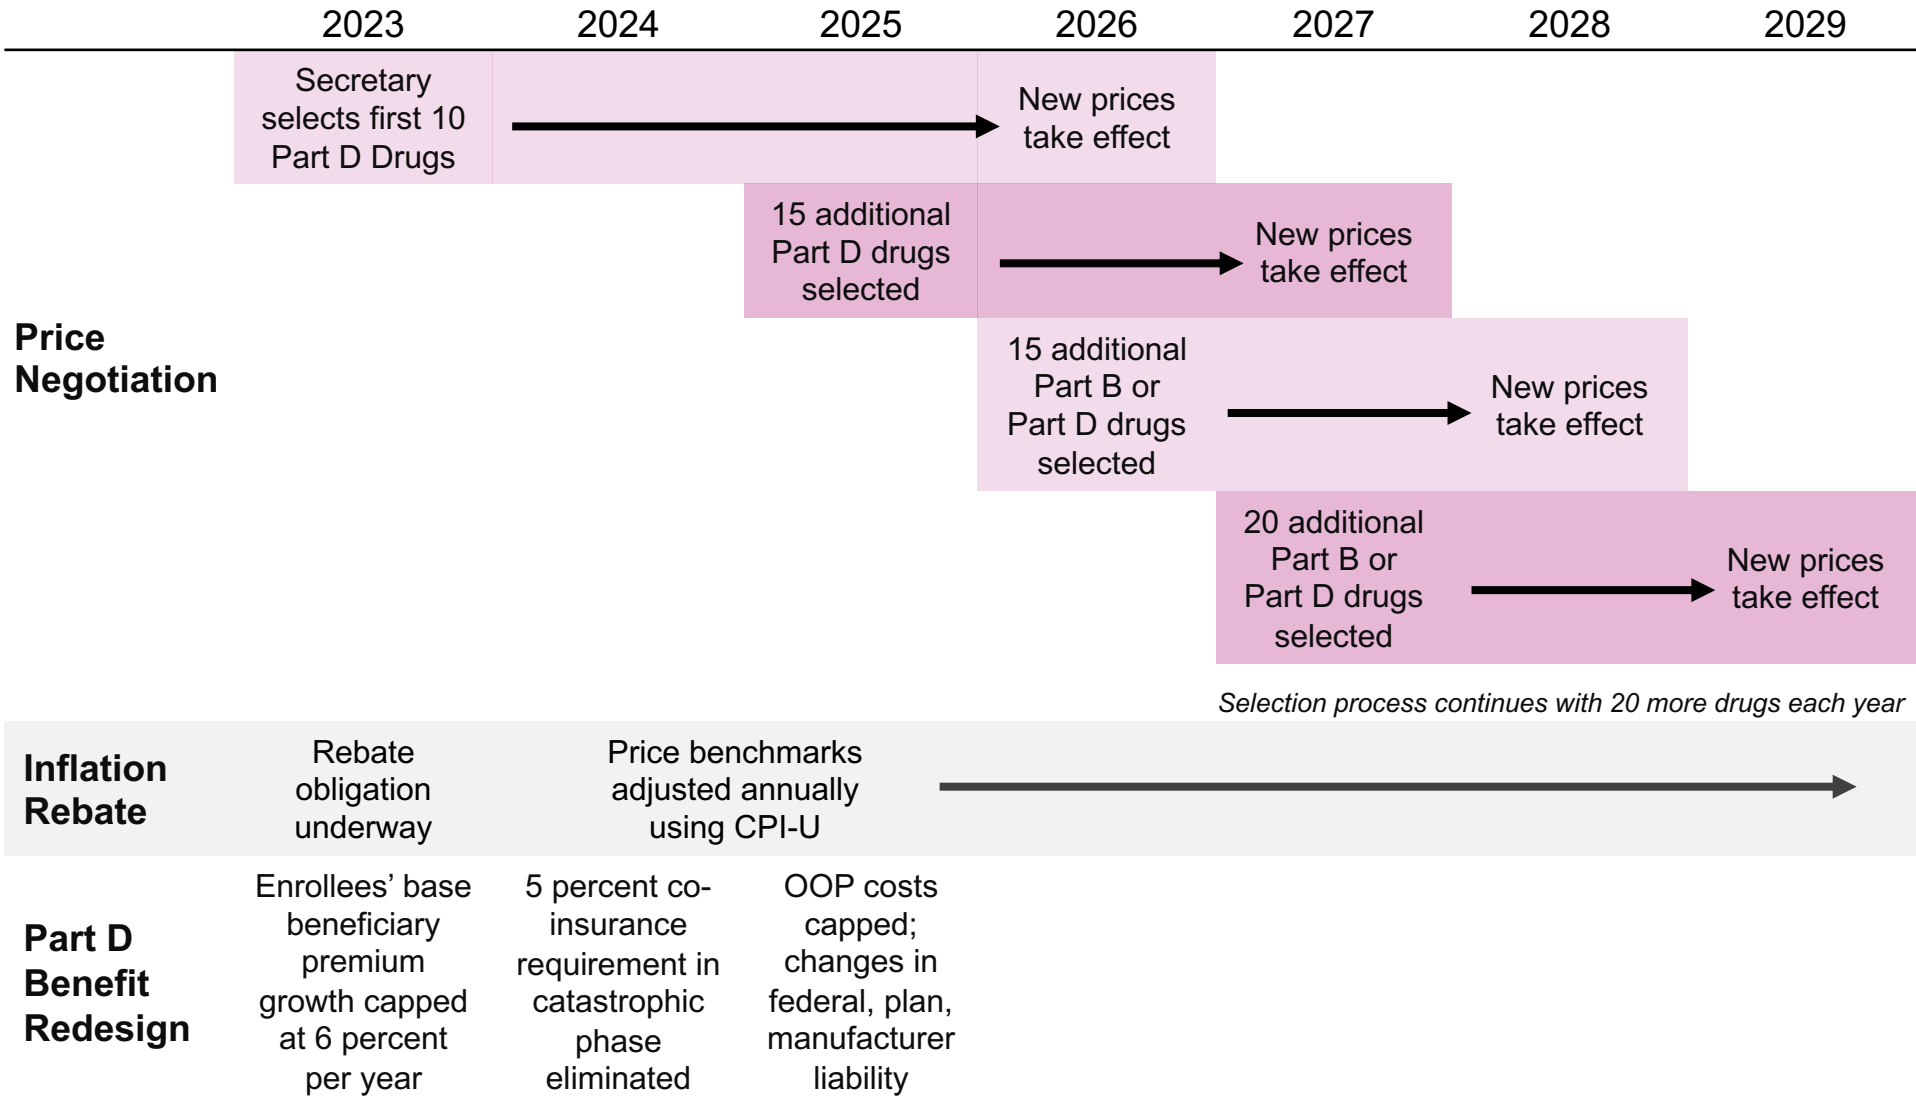 2023 2024 2025 2026 2027 2028 2029
Secretary
selects first 10
Part D Drugs
New prices
take effect
15 additional
Part D drugs
selected
New prices
take effect
Price
Negotiation
15 additional
Part B or
Part D drugs
selected
New prices
take effect
20 additional
Part B or
Part D drugs
selected
New prices
take effect
Selection process continues with 20 more drugs each year
Inflation
Rebate
Rebate
obligation
underway
Price benchmarks
adjusted annually
using CPI-U
Part D
Benefit
Redesign
Enrollees’ base
beneficiary
premium
growth capped
at 6 percent
per year
5 percent co-
insurance
requirement in
catastrophic
phase
eliminated
OOP costs
capped;
changes in
federal, plan,
manufacturer
liability